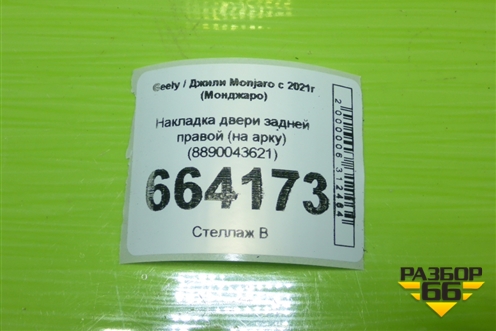 Geely / Джили Monjaro с 2021г
(Монджаро)
Накладка двери задней
правой (на арку)
(8890043621)
664173
Стеллаж В
2000006312464
РАЗБОР
66